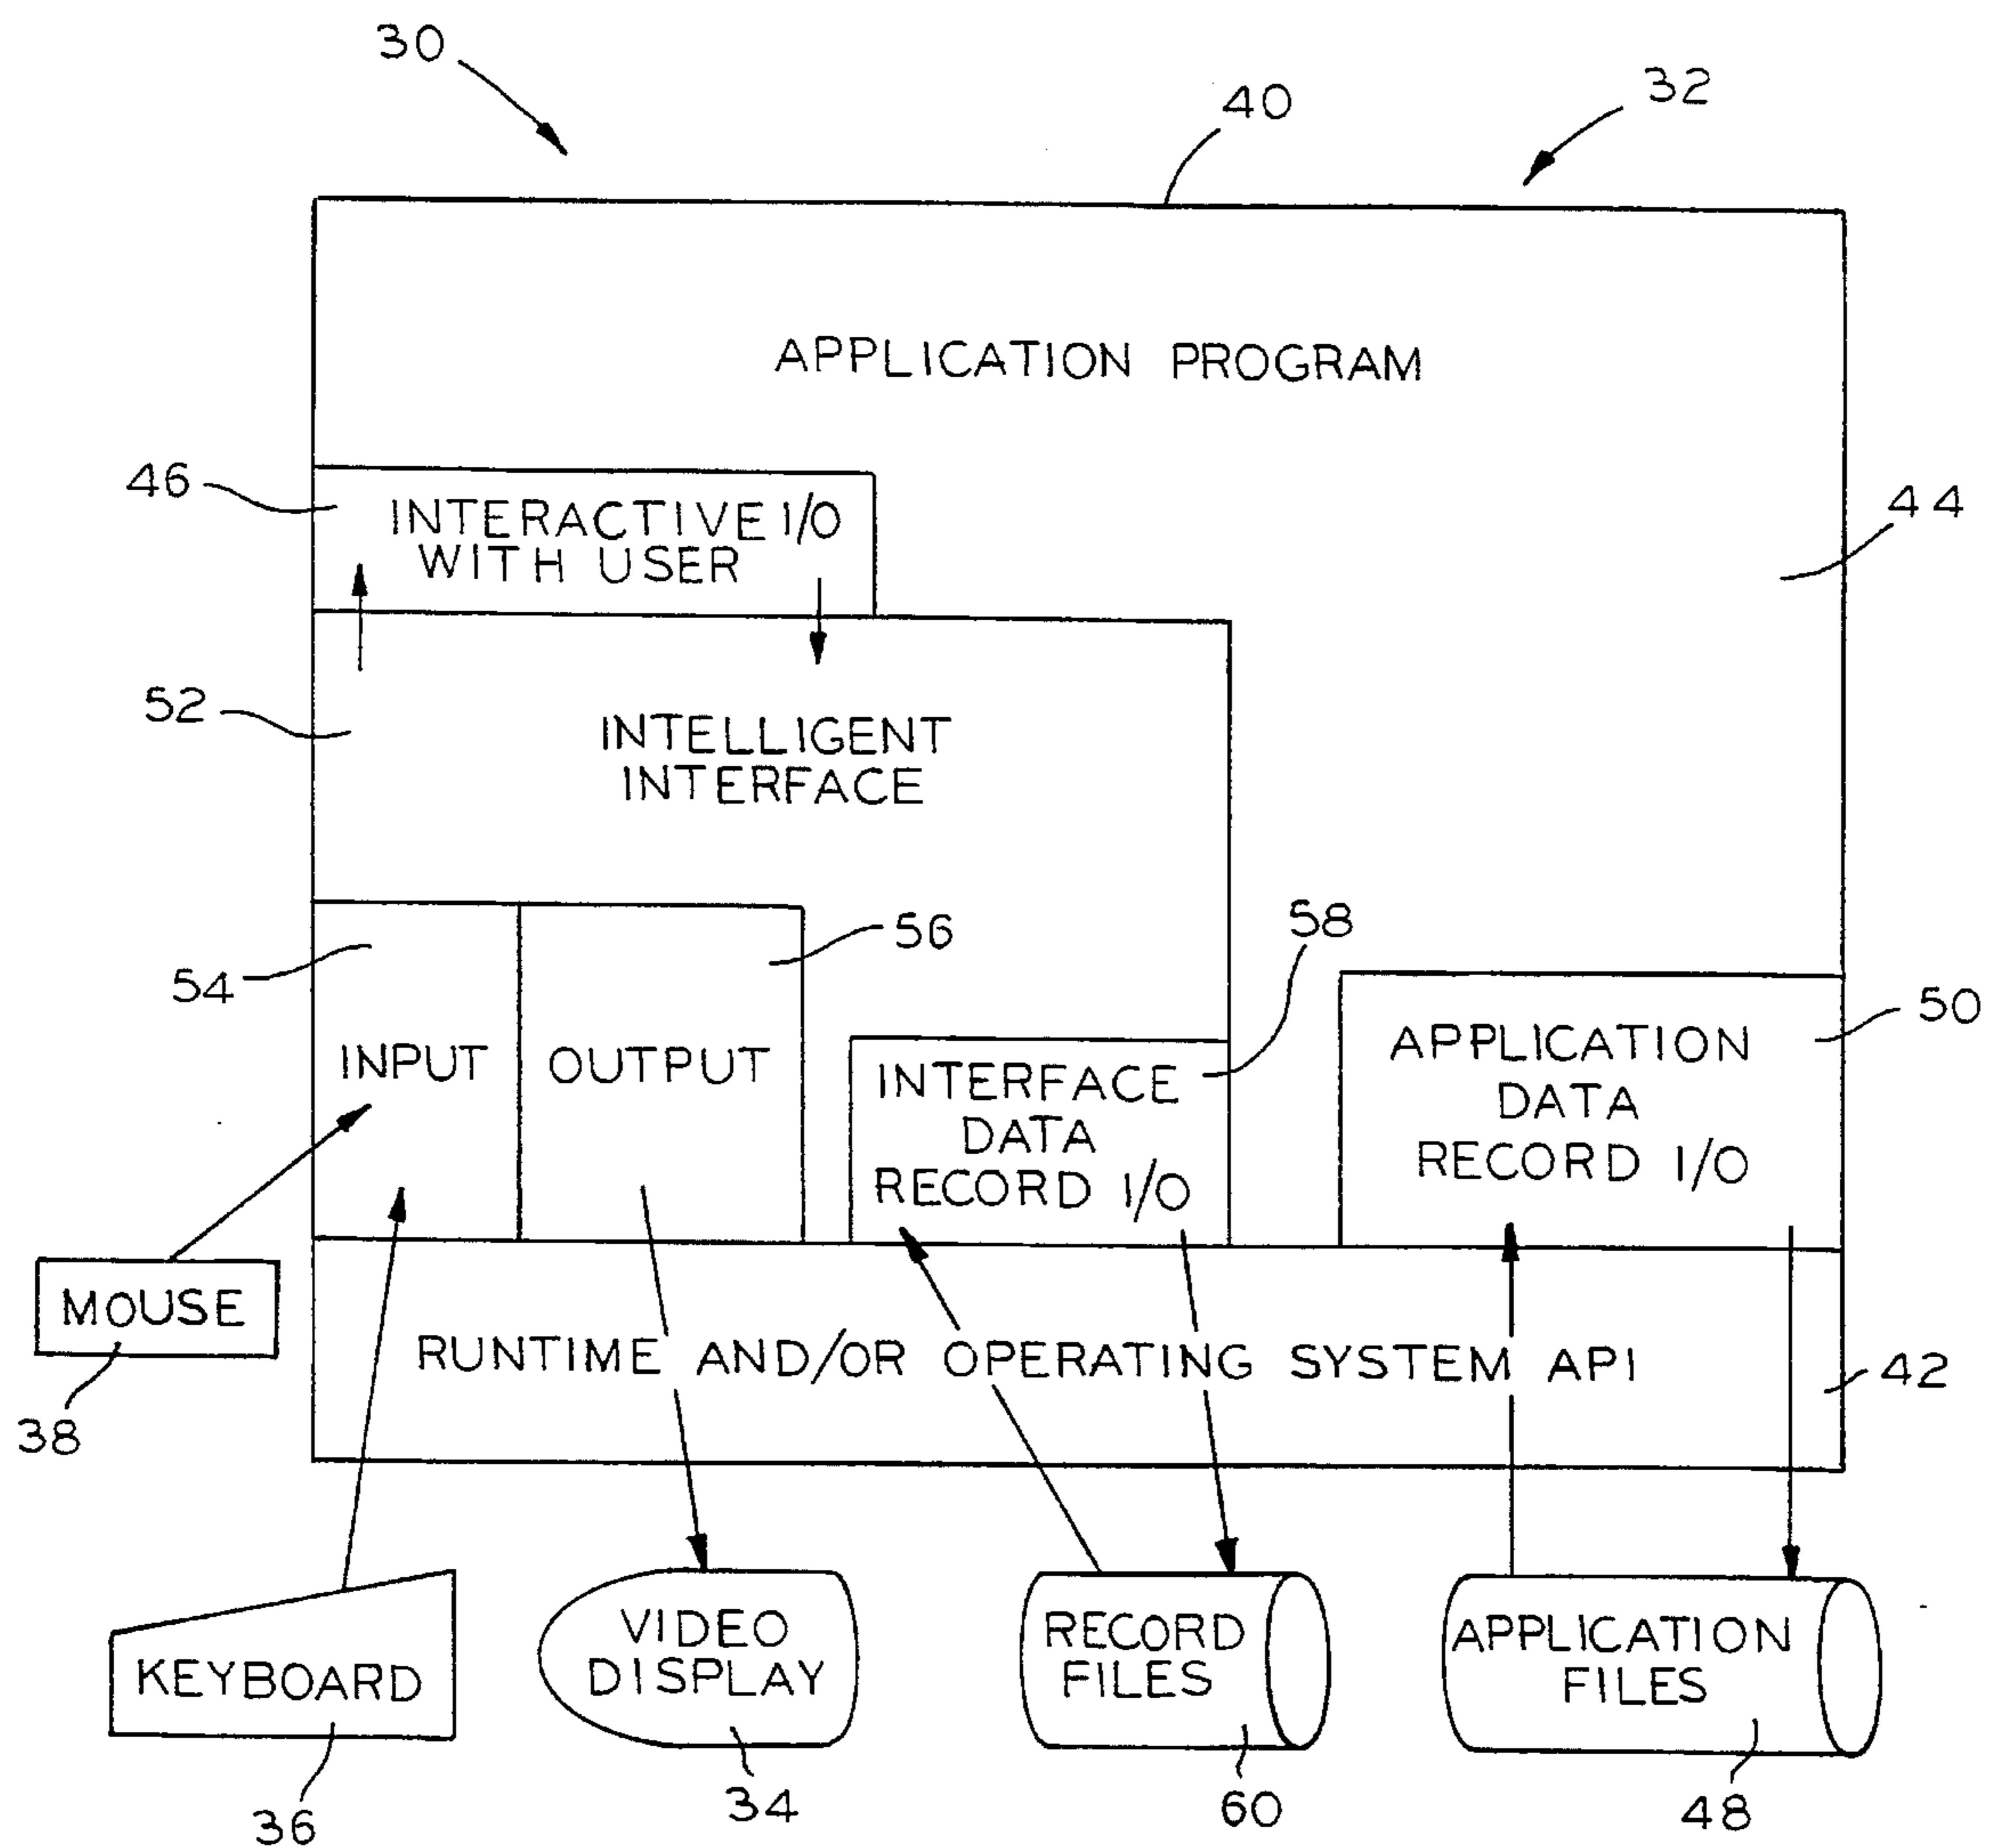 30
32
40
APPLICATION PROGRAM
46
INTERACTIVE I/O
WITH USER
44
52
INTELLIGENT
INTERFACE
54
56
58
50
INPUT
OUTPUT
INTERFACE
DATA
RECORD I/O
APPLICATION
DATA
RECORD I/O
MOUSE
38
RUNTIME AND/OR OPERATING SYSTEM API
42
KEYBOARD
36
VIDEO
DISPLAY
34
RECORD
FILES
60
APPLICATION
FILES
48